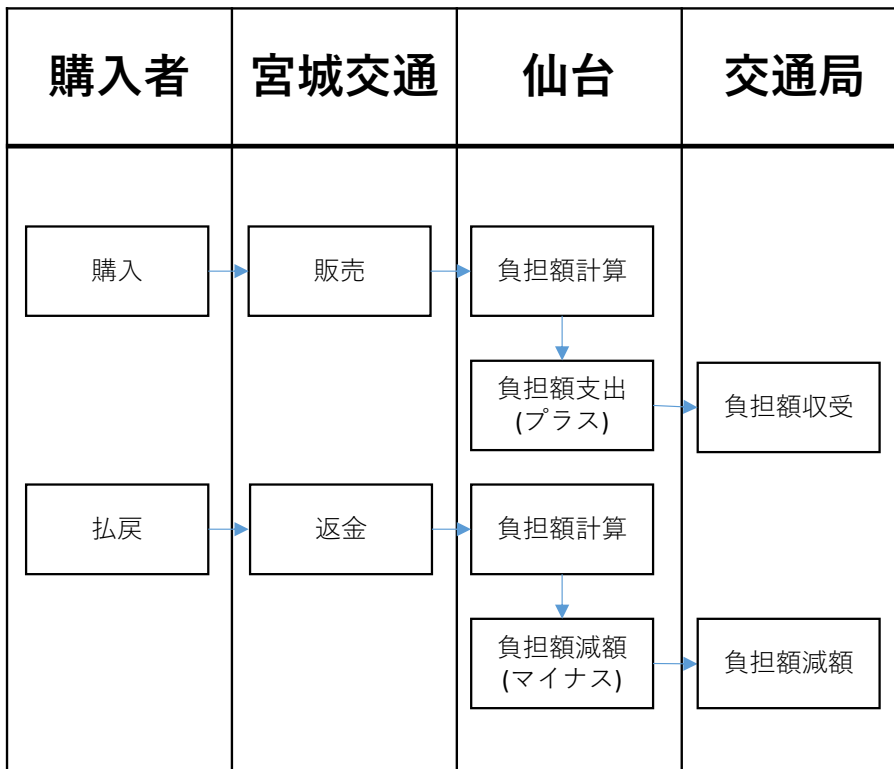 購入者 宮城交通 仙台 交通局
購入 販売 負担額計算
負担額支出
(プラス)
負担額収受
払戻 返金 負担額計算
負担額減額
(マイナス)
負担額減額